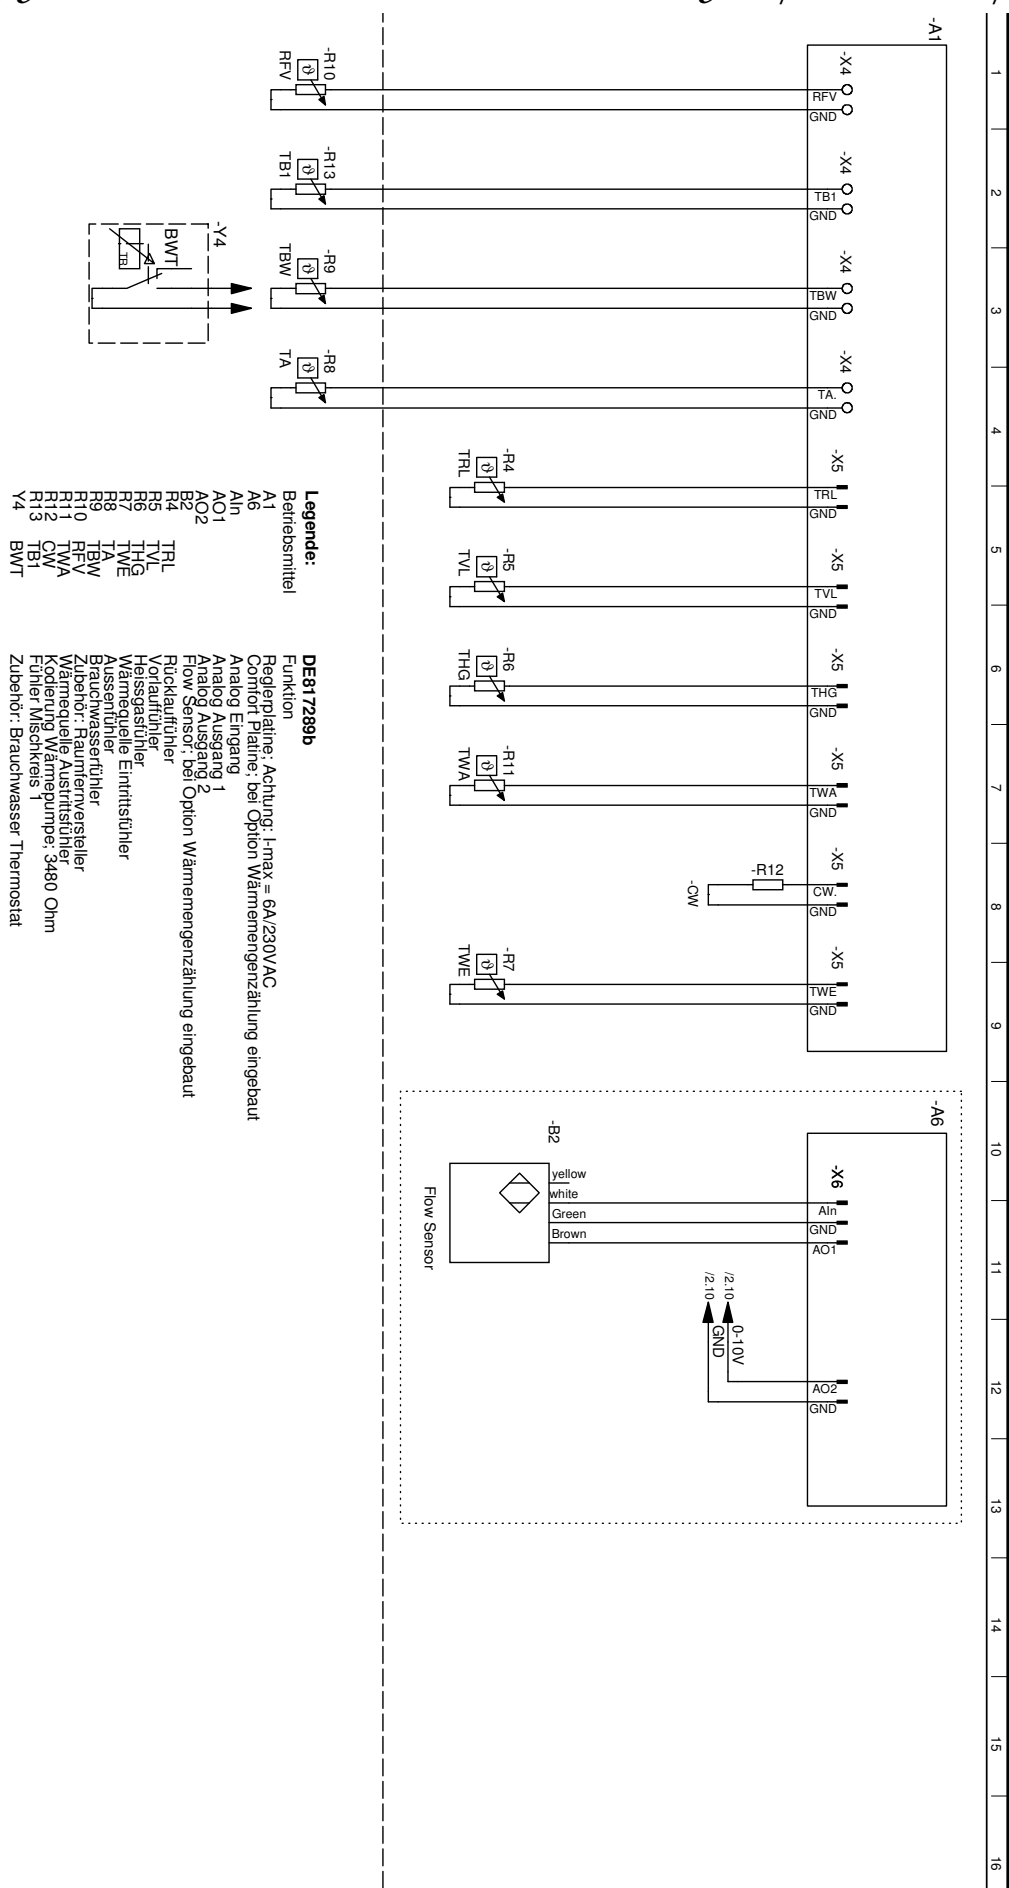 1
2
3
4
5
6
7
8
9
10
11
12
13
14
15
16
-A1
-X4
RFV
GND
-X4
TB1
GND
-X4
TBW
GND
-X4
TA.
GND
-X5
TRL
GND
-X5
TVL
GND
-X5
THG
GND
-X5
TWA
GND
-X5
CW.
GND
-X5
TWE
GND
-A6
-X6
AIn
GND
AO1
AO2
GND
-R10
ϑ
RFV
-R13
ϑ
TB1
-R9
ϑ
TBW
-R8
ϑ
TA
-R4
ϑ
TRL
-R5
ϑ
TVL
-R6
ϑ
THG
-R11
ϑ
TWA
-R12
-CW
-R7
ϑ
TWE
-B2
yellow
white
Green
Brown
Flow Sensor
0-10V
/2.10
GND
/2.10
-Y4
BWT
TR
Legende: DE817289b
Betriebsmittel Funktion
A1 Reglerplatine; Achtung: I-max = 6A/230VAC
A6 Comfort Platine; bei Option Wärmemengenzählung eingebaut
AIn Analog Eingang
AO1 Analog Ausgang 1
AO2 Analog Ausgang 2
B2 Flow Sensor; bei Option Wärmemengenzählung eingebaut
R4 TRL Rücklauffühler
R5 TVL Vorlauffühler
R6 THG Heissgasfühler
R7 TWE Wärmequelle Eintrittsfühler
R8 TA Aussenfühler
R9 TBW Brauchwasserfühler
R10 RFV Zubehör: Raumfernversteller
R11 TWA Wärmequelle Austrittsfühler
R12 CW Kodierung Wärmepumpe; 3480 Ohm
R13 TB1 Fühler Mischkreis 1
Y4 BWT Zubehör: Brauchwasser Thermostat